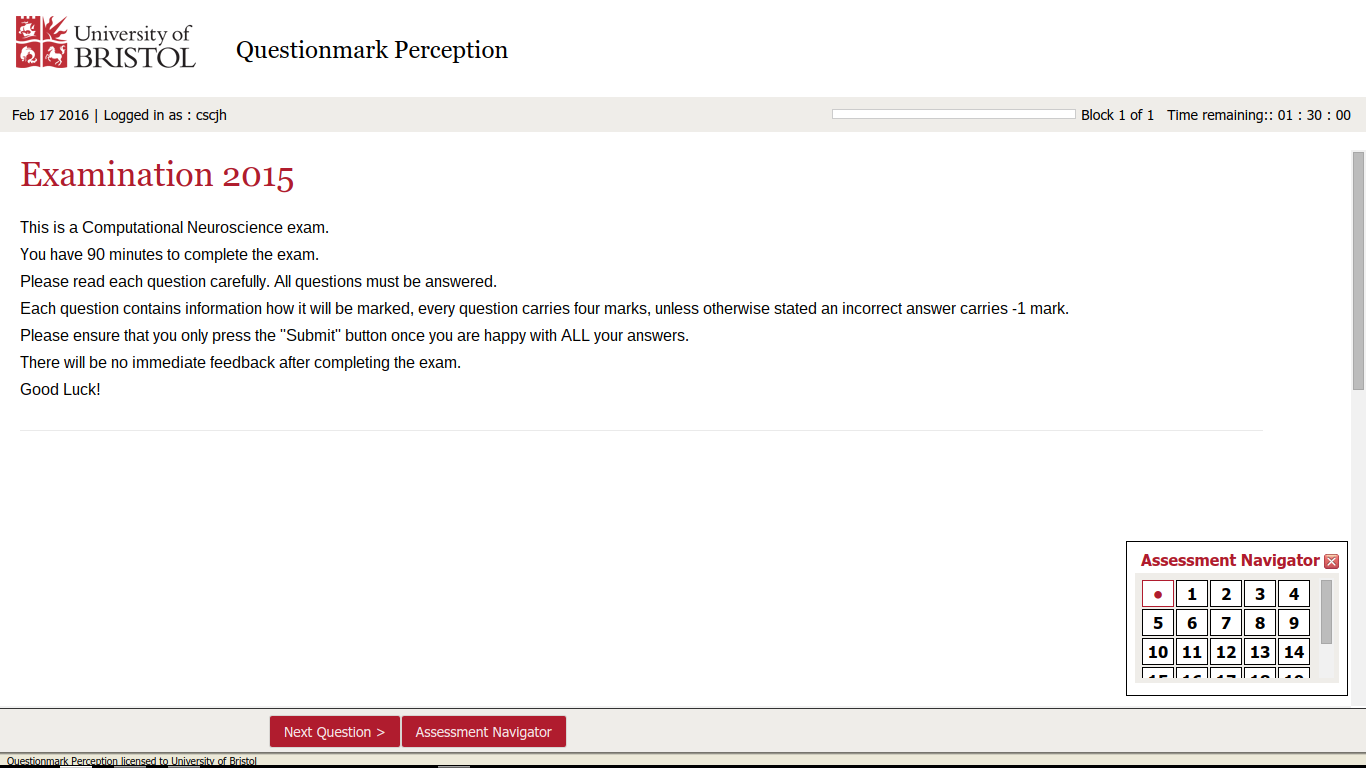 University of
BRISTOL
Questionmark Perception
Feb 17 2016 | Logged in as : cscjh
Block 1 of 1 Time remaining:: 01 : 30 : 00
Examination 2015
This is a Computational Neuroscience exam.
You have 90 minutes to complete the exam.
Please read each question carefully. All questions must be answered.
Each question contains information how it will be marked, every question carries four marks, unless otherwise stated an incorrect answer carries -1 mark.
Please ensure that you only press the "Submit" button once you are happy with ALL your answers.
There will be no immediate feedback after completing the exam.
Good Luck!
Assessment Navigator
1 2 3 4
5 6 7 8 9
10 11 12 13 14
15 16 17 18 19
Next Question >
Assessment Navigator
Questionmark Perception licensed to University of Bristol